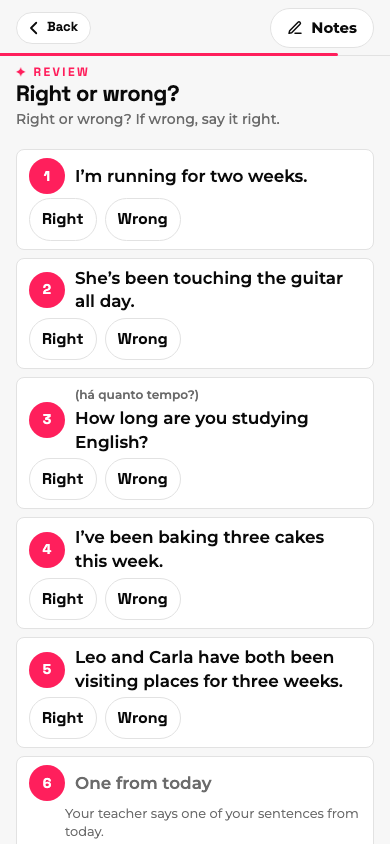 Back
Notes
REVIEW
Right or wrong?
Right or wrong? If wrong, say it right.
1
I'm running for two weeks.
Right
Wrong
2
She's been touching the guitar
all day.
Right
Wrong
(há quanto tempo?)
3
How long are you studying
English?
Right
Wrong
4
I've been baking three cakes
this week.
Right
Wrong
5
Leo and Carla have both been
visiting places for three weeks.
Right
Wrong
6
One from today
Your teacher says one of your sentences from
today.